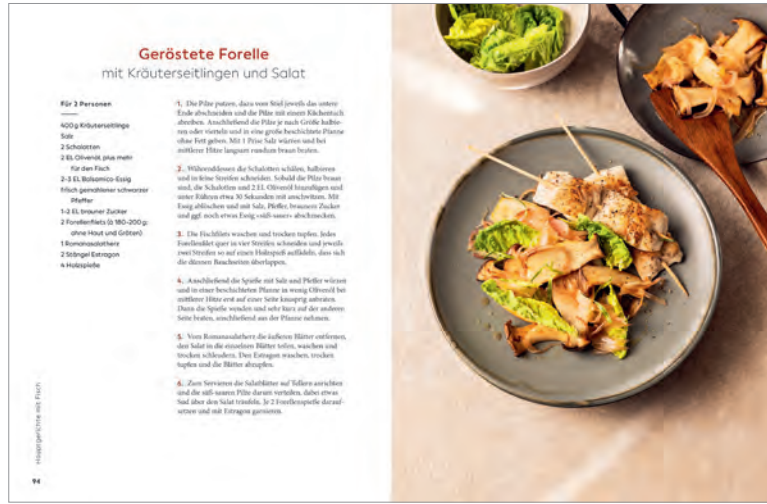 Geröstete Forelle
mit Kräuterseitlingen und Salat
Für 2 Personen
400 g Kräuterseitlinge
Salz
2 Schalotten
2 EL Olivenöl, plus mehr
für den Fisch
2–3 EL Balsamico-Essig
frisch gemahlener schwarzer
Pfeffer
1–2 EL brauner Zucker
2 Forellenfilets (à 180–200 g;
ohne Haut und Gräten)
1 Romanasalatherz
2 Stängel Estragon
4 Holzspieße
1. Die Pilze putzen, dazu vom Stiel jeweils das untere
Ende abschneiden und die Pilze mit einem Küchentuch
abreiben. Anschließend die Pilze je nach Größe halbie-
ren oder vierteln und in eine große beschichtete Pfanne
ohne Fett geben. Mit 1 Prise Salz würzen und bei
mittlerer Hitze langsam rundum braun braten.
2. Währenddessen die Schalotten schälen, halbieren
und in feine Streifen schneiden. Sobald die Pilze braun
sind, die Schalotten und 2 EL Olivenöl hinzufügen und
unter Rühren etwa 30 Sekunden mit anschwitzen. Mit
Essig ablöschen und mit Salz, Pfeffer, braunem Zucker
und ggf. noch etwas Essig »süß-sauer« abschmecken.
3. Die Fischfilets waschen und trocken tupfen. Jedes
Forellenfilet quer in vier Streifen schneiden und jeweils
zwei Streifen so auf einen Holzspieß auffädeln, dass sich
die dünnen Bauchseiten überlappen.
4. Anschließend die Spieße mit Salz und Pfeffer würzen
und in einer beschichteten Pfanne in wenig Olivenöl bei
mittlerer Hitze erst auf einer Seite knusprig anbraten.
Dann die Spieße wenden und sehr kurz auf der anderen
Seite braten, anschließend aus der Pfanne nehmen.
5. Vom Romanasalatherz die äußeren Blätter entfernen,
den Salat in die einzelnen Blätter teilen, waschen und
trocken schleudern. Den Estragon waschen, trocken
tupfen und die Blätter abzupfen.
6. Zum Servieren die Salatblätter auf Tellern anrichten
und die süß-sauren Pilze darum verteilen, dabei etwas
Sud über den Salat träufeln. Je 2 Forellenspieße darauf-
setzen und mit Estragon garnieren.
Hauptgerichte mit Fisch
94